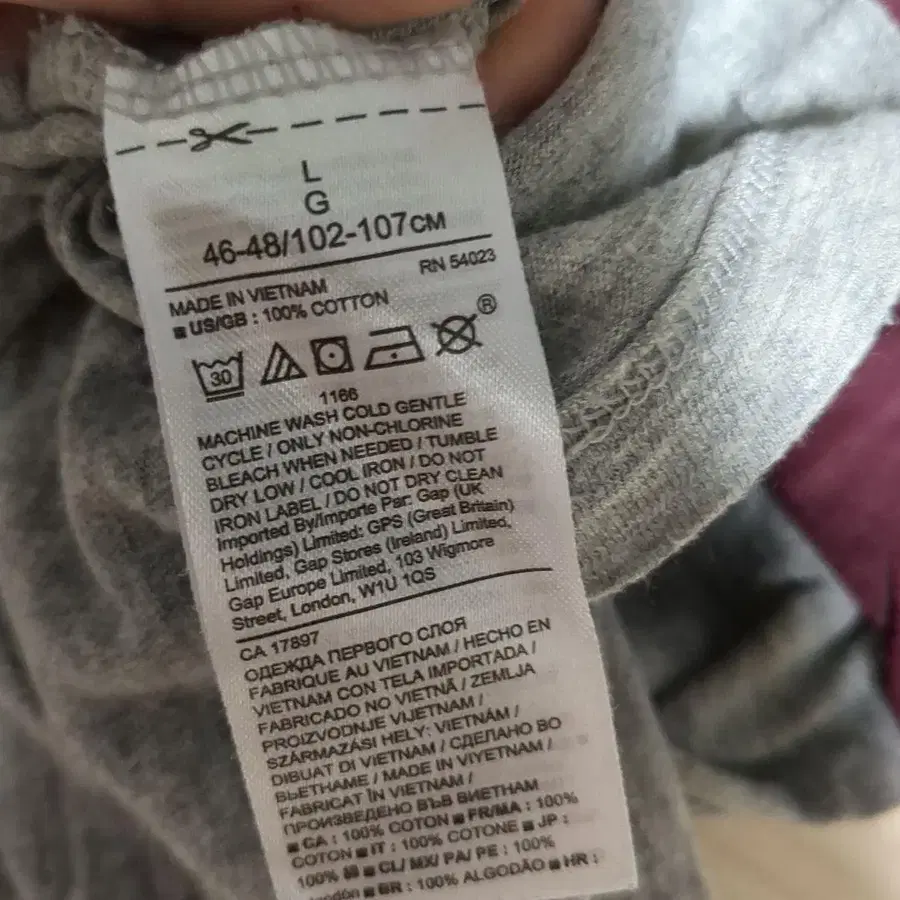 L
G
46-48/102-107CM
RN 54023
MADE IN VIETNAM
■ US/GB : 100% COTTON
30
®
1166
MACHINE WASH COLD GENTLE
CYCLE / ONLY NON-CHLORINE
BLEACH WHEN NEEDED / TUMBLE
DRY LOW / COOL IRON / DO NOT
IRON LABEL / DO NOT DRY CLEAN
Imported By/Importe Par: Gap (UK
Holdings) Limited: GPS (Great Britain)
Limited, Gap Stores (Ireland) Limited,
Gap Europe Limited, 103 Wigmore
Street, London, W1U 1QS
CA 17897
ОДЕЖДА ПЕРВОГО СЛОЯ
FABRIQUE AU VIETNAM / HECHO EN
VIETNAM CON TELA IMPORTADA /
FABRICADO NO VIETNÃ / ZEMLJA
PROIZVODNJE VIJETNAM /
SZÁRMAZÁSI HELY: VIETNÁM /
DIBUAT DI VIETNAM / СДЕЛАНО ВО
ВЬЕТНАМЕ / MADE IN VIYETNAM /
FABRICAT ÎN VIETNAM /
ПРОИЗВЕДЕНО ВЪВ ВИЕТНАМ
■ CA : 100% COTON ■ FR/MA : 100%
COTON ■ IT : 100% COTONE ■ JP :
100% 綿 ■ CL/ MX/ PA/ PE : 100%
algodón ■ BR : 100% ALGODÃO ■ HR :